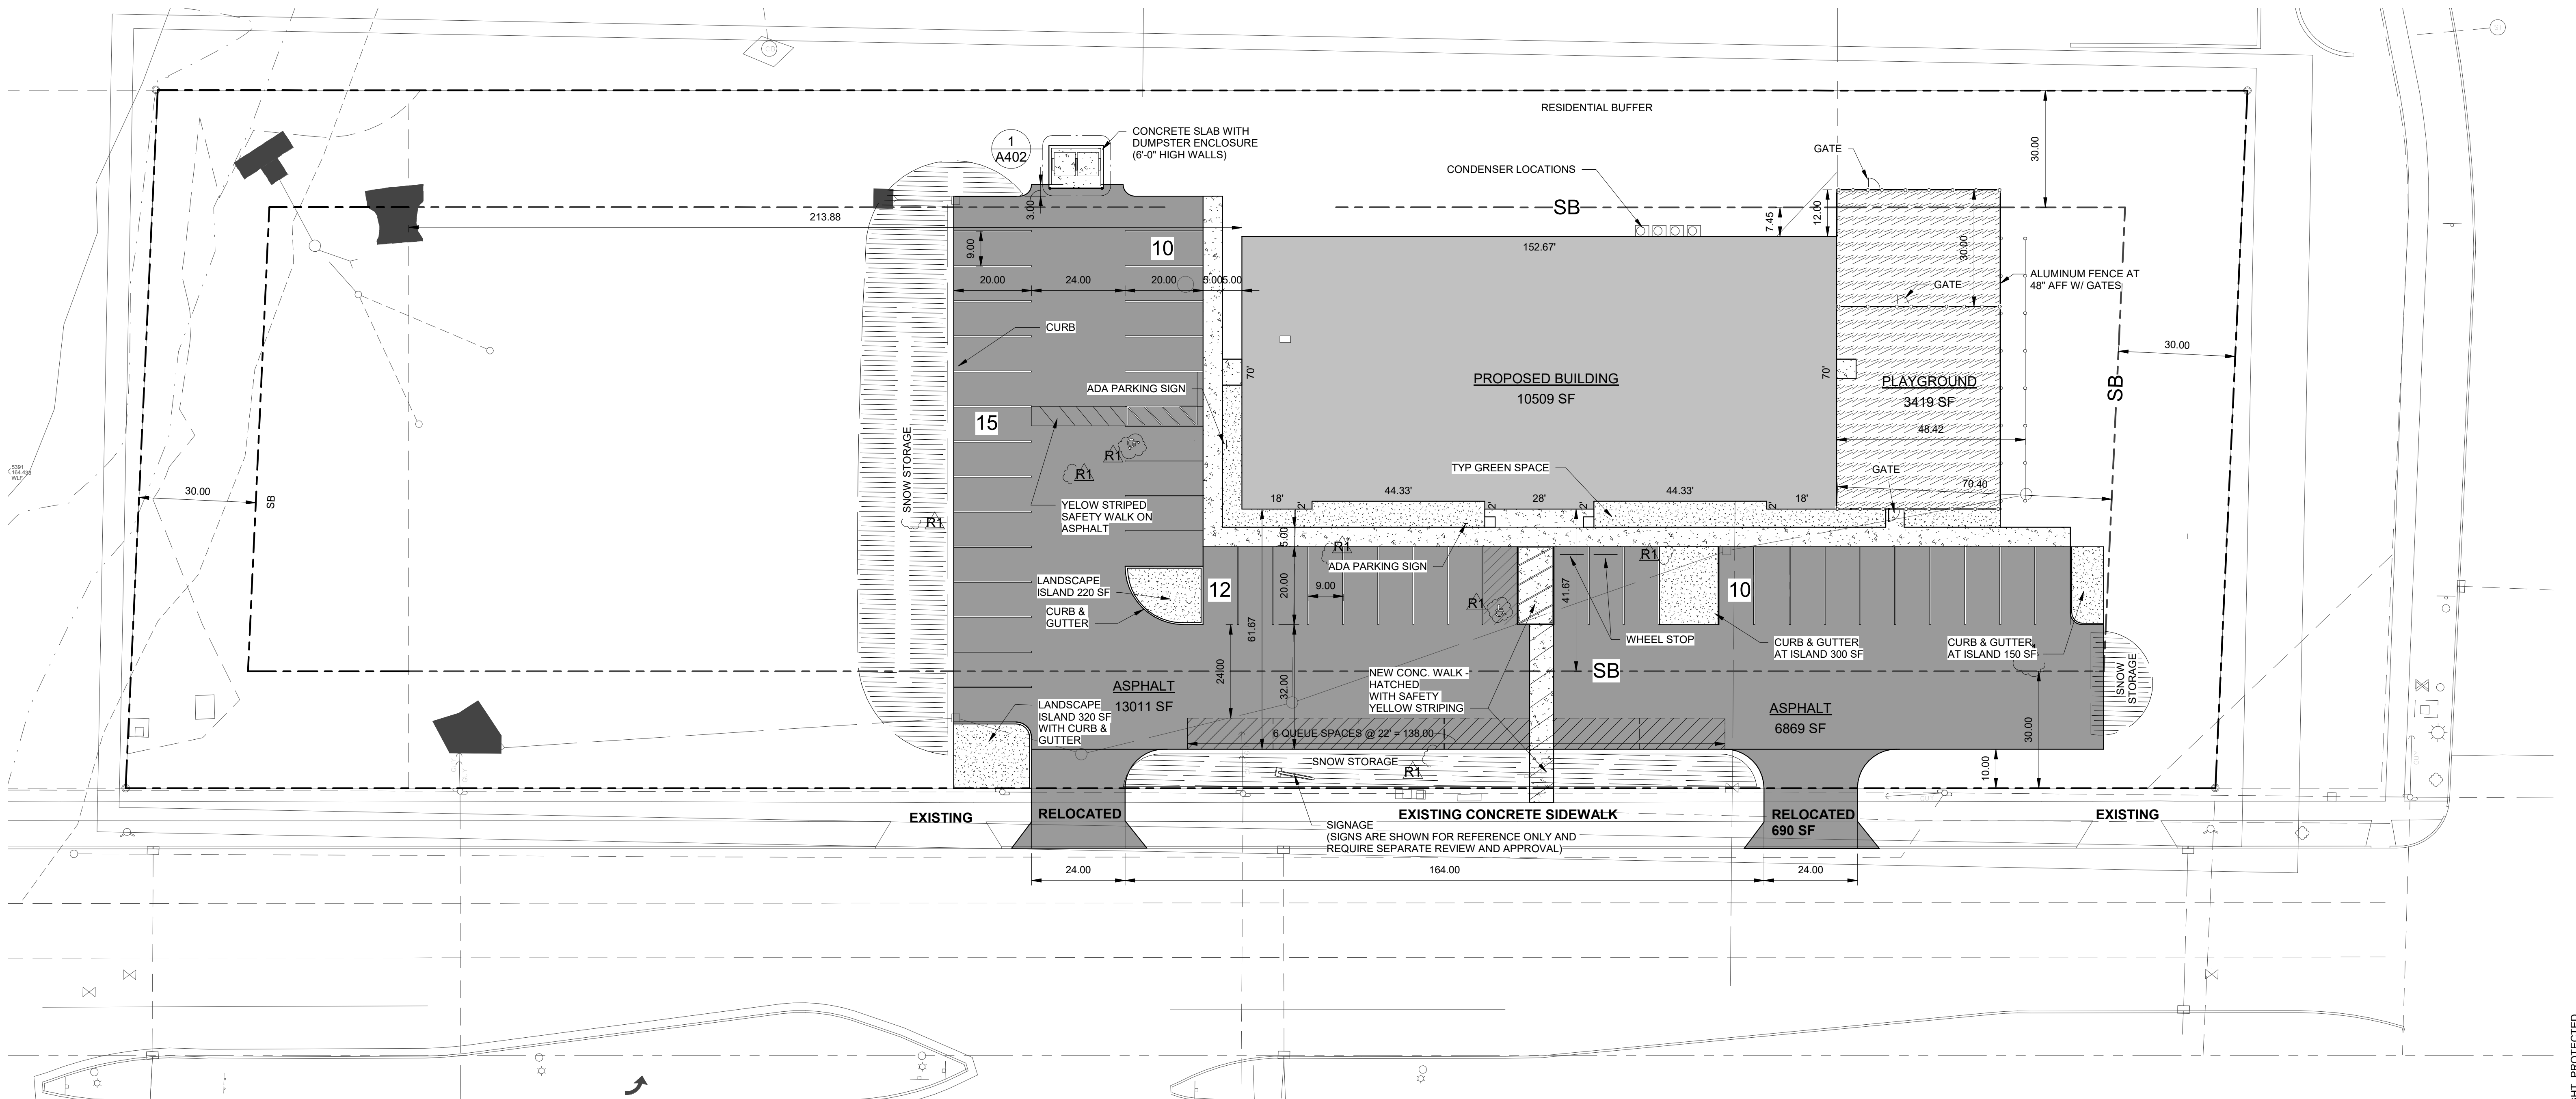 RESIDENTIAL BUFFER
1
A402
CONCRETE SLAB WITH
DUMPSTER ENCLOSURE
(6'-0" HIGH WALLS)
GATE
30.00
CONDENSER LOCATIONS
SB
213.88
3.00
7.45
12.00
10
152.67'
9.00
30.00
20.00
24.00
20.00
5.00
5.00
ALUMINUM FENCE AT
48" AFF W/ GATES
GATE
CURB
30.00
70'
70'
PROPOSED BUILDING
10509 SF
PLAYGROUND
3419 SF
SB
ADA PARKING SIGN
15
48.42
SNOW STORAGE
R1
R1
R1
5391
164.433
WLF
TYP GREEN SPACE
GATE
70.40
30.00
SB
YELOW STRIPED
SAFETY WALK ON
ASPHALT
18'
2'
44.33'
2'
28'
2'
44.33'
2'
18'
5.00
R1
ADA PARKING SIGN
R1
LANDSCAPE
ISLAND 220 SF
12
20.00
9.00
41.67
10
CURB &
GUTTER
R1
61.67
WHEEL STOP
CURB & GUTTER
AT ISLAND 300 SF
CURB & GUTTER
AT ISLAND 150 SF
24.00
32.00
SB
SNOW
STORAGE
NEW CONC. WALK -
HATCHED
WITH SAFETY
YELLOW STRIPING
ASPHALT
13011 SF
LANDSCAPE
ISLAND 320 SF
WITH CURB &
GUTTER
ASPHALT
6869 SF
30.00
6 QUEUE SPACES @ 22' = 138.00
SNOW STORAGE
R1
10.00
EXISTING
RELOCATED
EXISTING CONCRETE SIDEWALK
RELOCATED
690 SF
EXISTING
SIGNAGE
(SIGNS ARE SHOWN FOR REFERENCE ONLY AND
REQUIRE SEPARATE REVIEW AND APPROVAL)
24.00
164.00
24.00